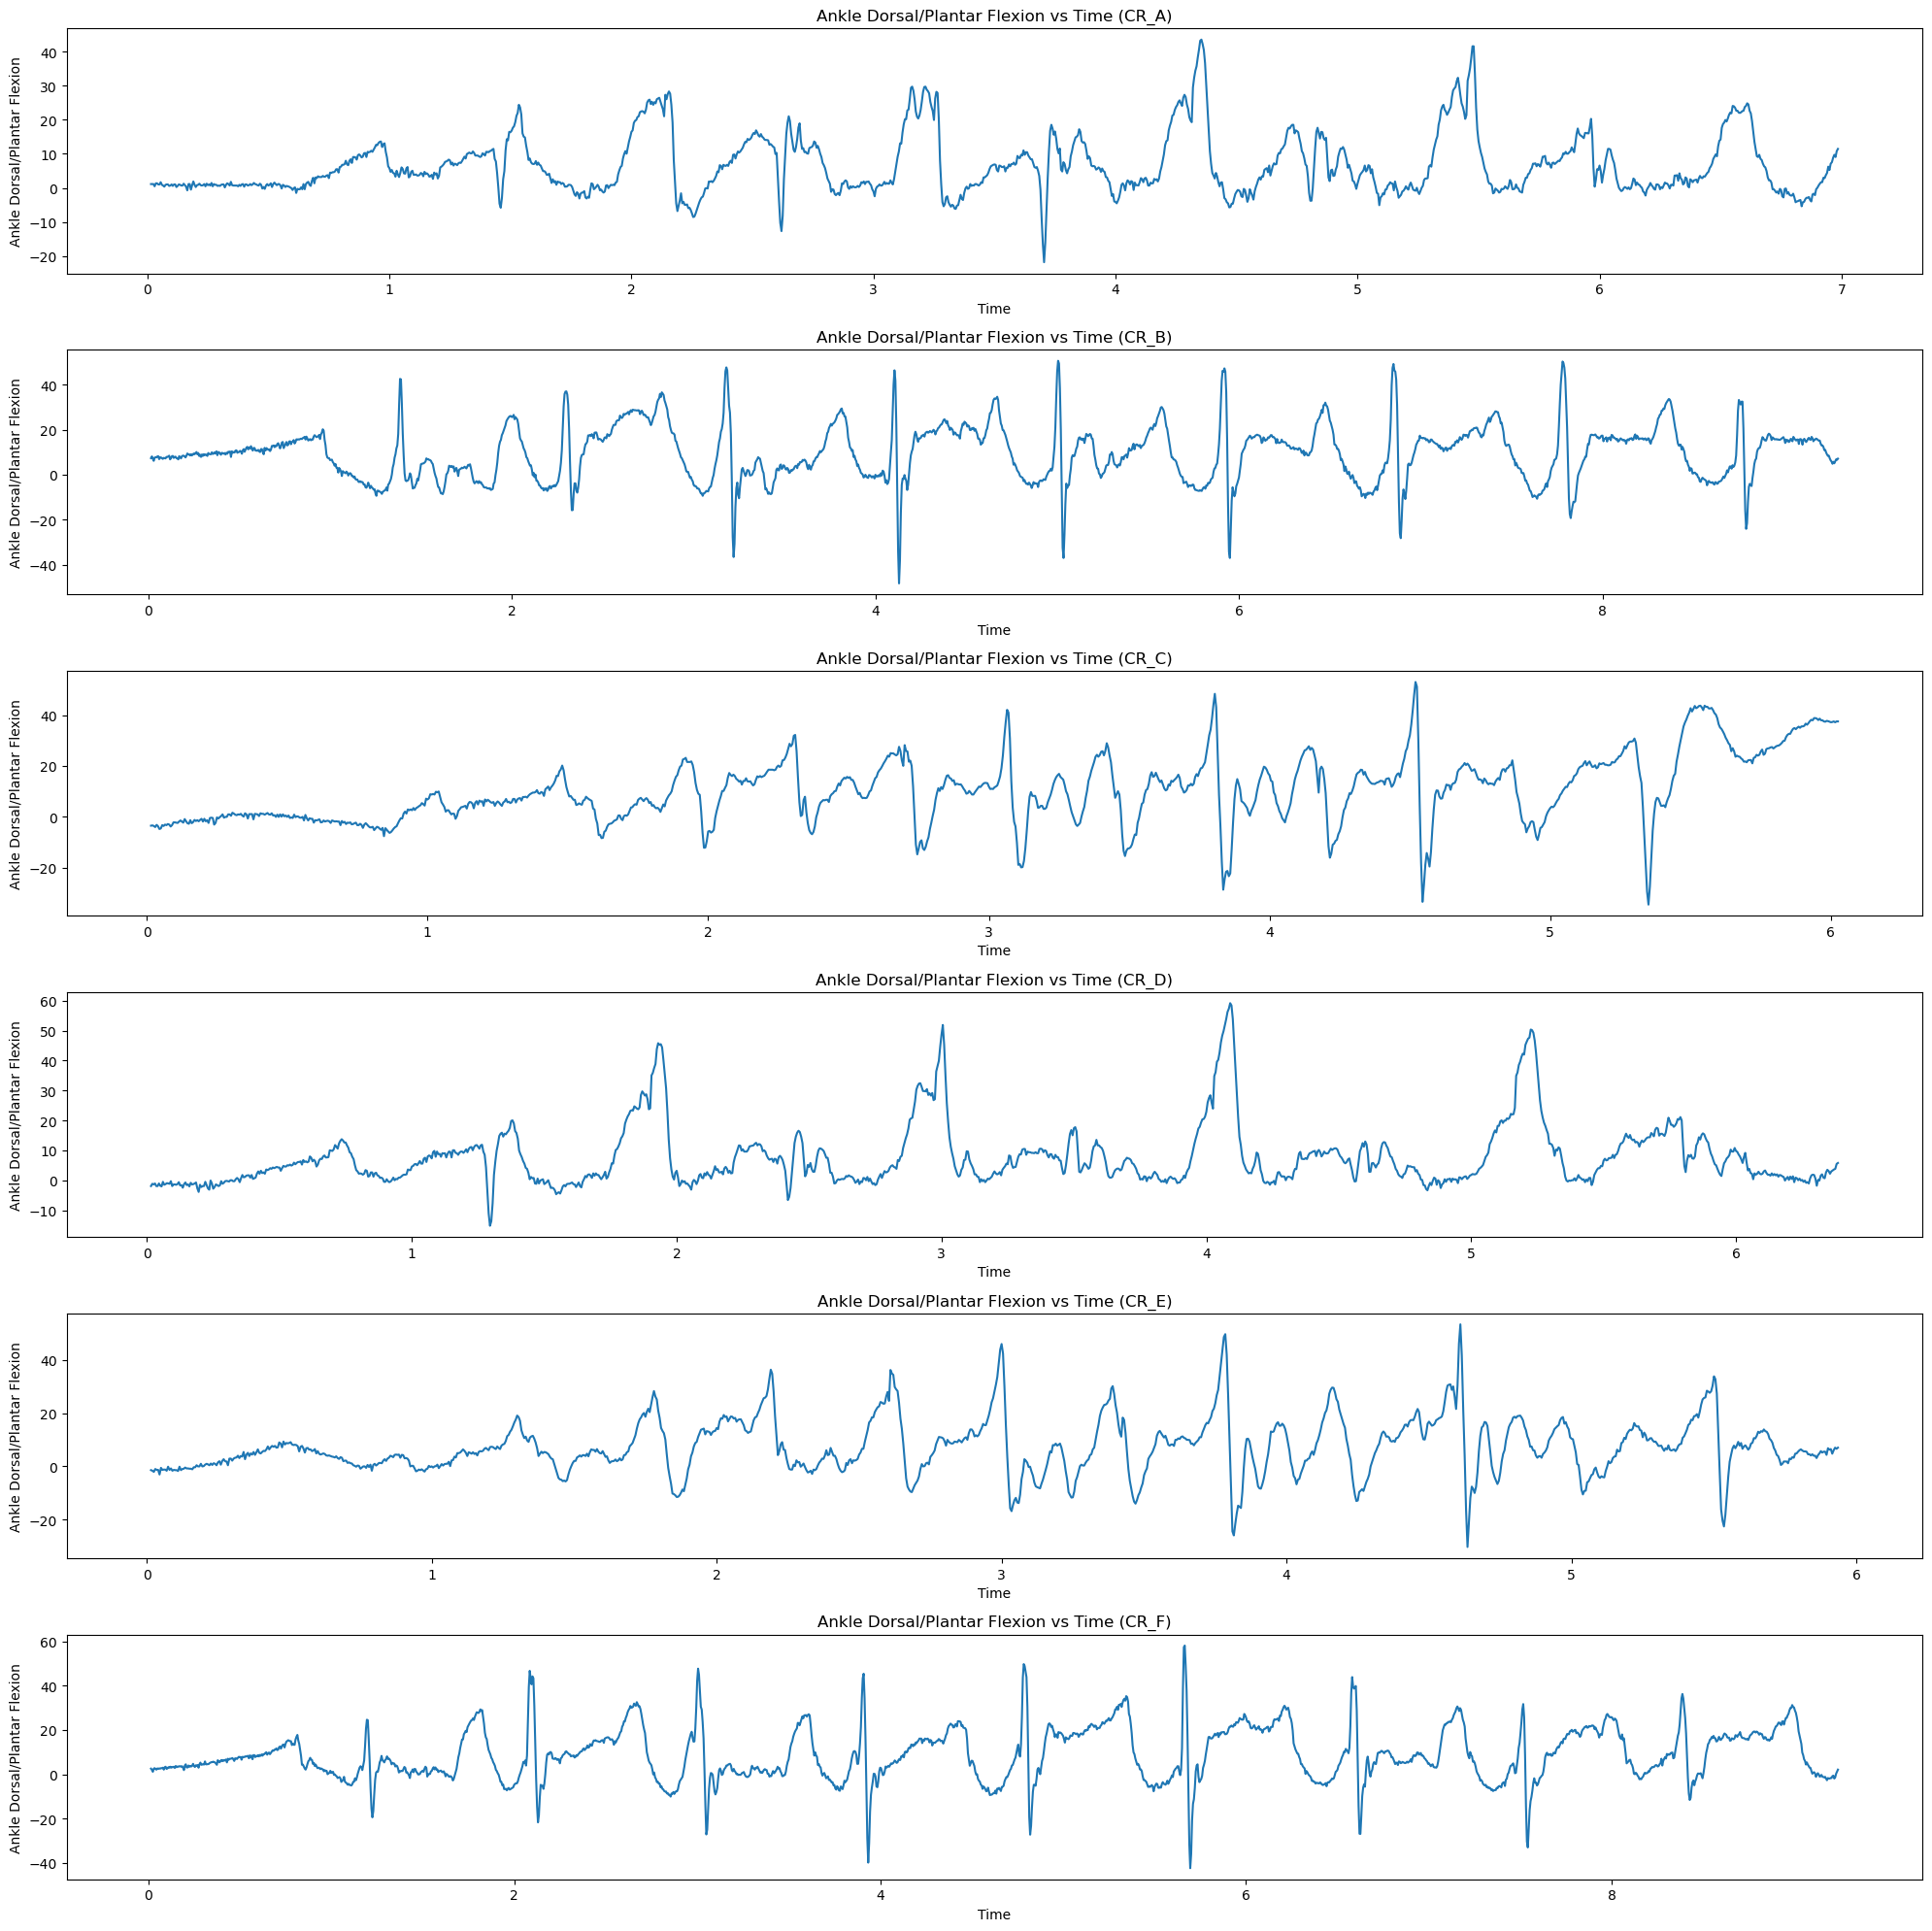 Ankle Dorsal/Plantar Flexion vs Time (CR_A)
Ankle Dorsal/Plantar Flexion
40
30
20
10
0
−10
−20
0 1 2 3 4 5 6 7
Time
Ankle Dorsal/Plantar Flexion vs Time (CR_B)
Ankle Dorsal/Plantar Flexion
40
20
0
−20
−40
0 2 4 6 8
Time
Ankle Dorsal/Plantar Flexion vs Time (CR_C)
Ankle Dorsal/Plantar Flexion
40
20
0
−20
0 1 2 3 4 5 6
Time
Ankle Dorsal/Plantar Flexion vs Time (CR_D)
Ankle Dorsal/Plantar Flexion
60
50
40
30
20
10
0
−10
0 1 2 3 4 5 6
Time
Ankle Dorsal/Plantar Flexion vs Time (CR_E)
Ankle Dorsal/Plantar Flexion
40
20
0
−20
0 1 2 3 4 5 6
Time
Ankle Dorsal/Plantar Flexion vs Time (CR_F)
Ankle Dorsal/Plantar Flexion
60
40
20
0
−20
−40
0 2 4 6 8
Time